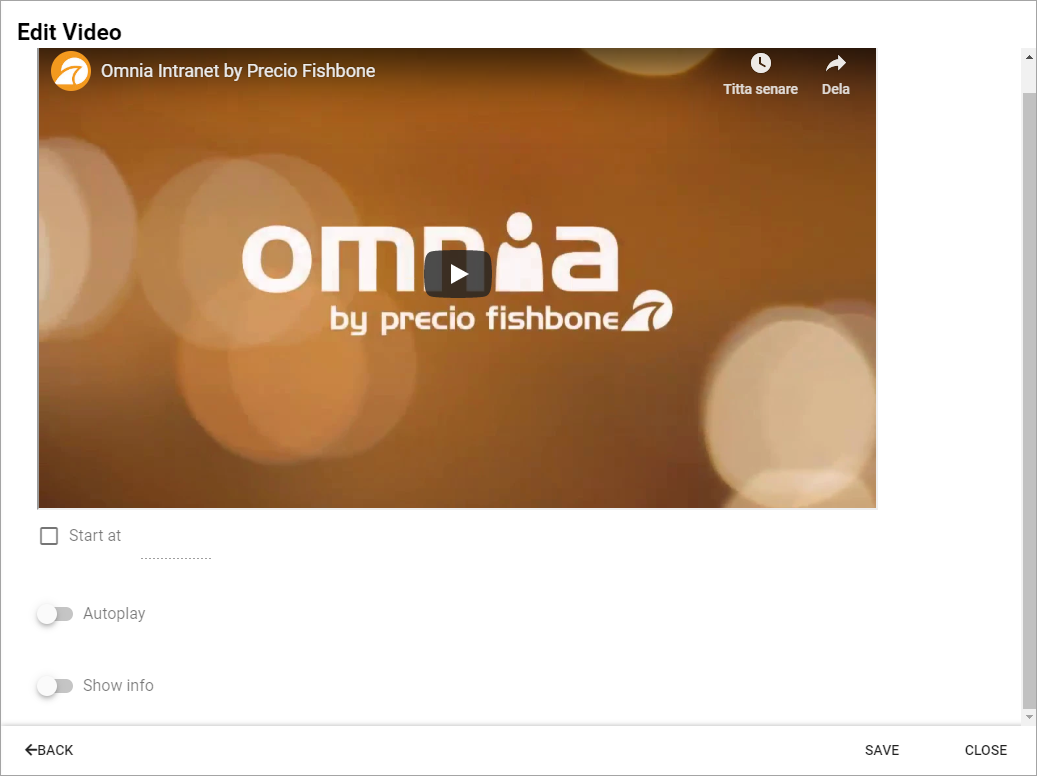 Edit Video
Omnia Intranet by Precio Fishbone
Titta senare
Dela
omnia
by precio fishbone
Start at
Autoplay
Show info
BACK
SAVE
CLOSE